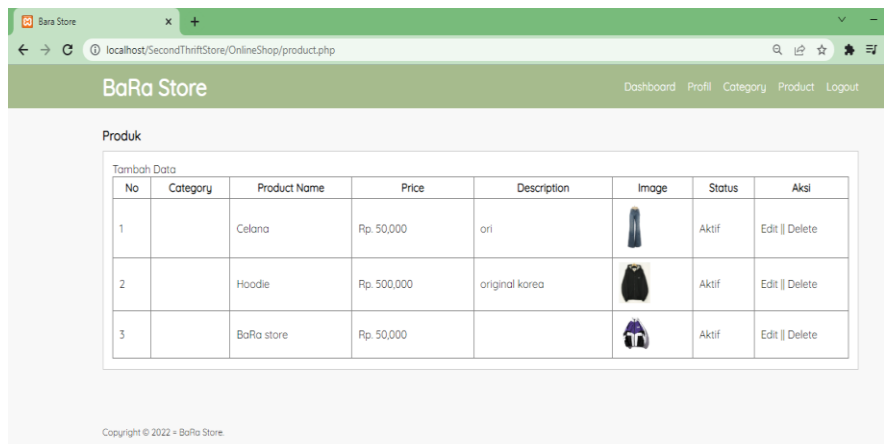 Bara Store
localhost/SecondThriftStore/OnlineShop/product.php
BaRa Store
Dashboard Profil Category Product Logout
Produk
Tambah Data
No Category Product Name Price Description Image Status Aksi
1 Celana Rp. 50,000 ori Aktif Edit || Delete
2 Hoodie Rp. 500,000 original korea Aktif Edit || Delete
3 BaRa store Rp. 50,000 Aktif Edit || Delete
Copyright © 2022 = BaRa Store.